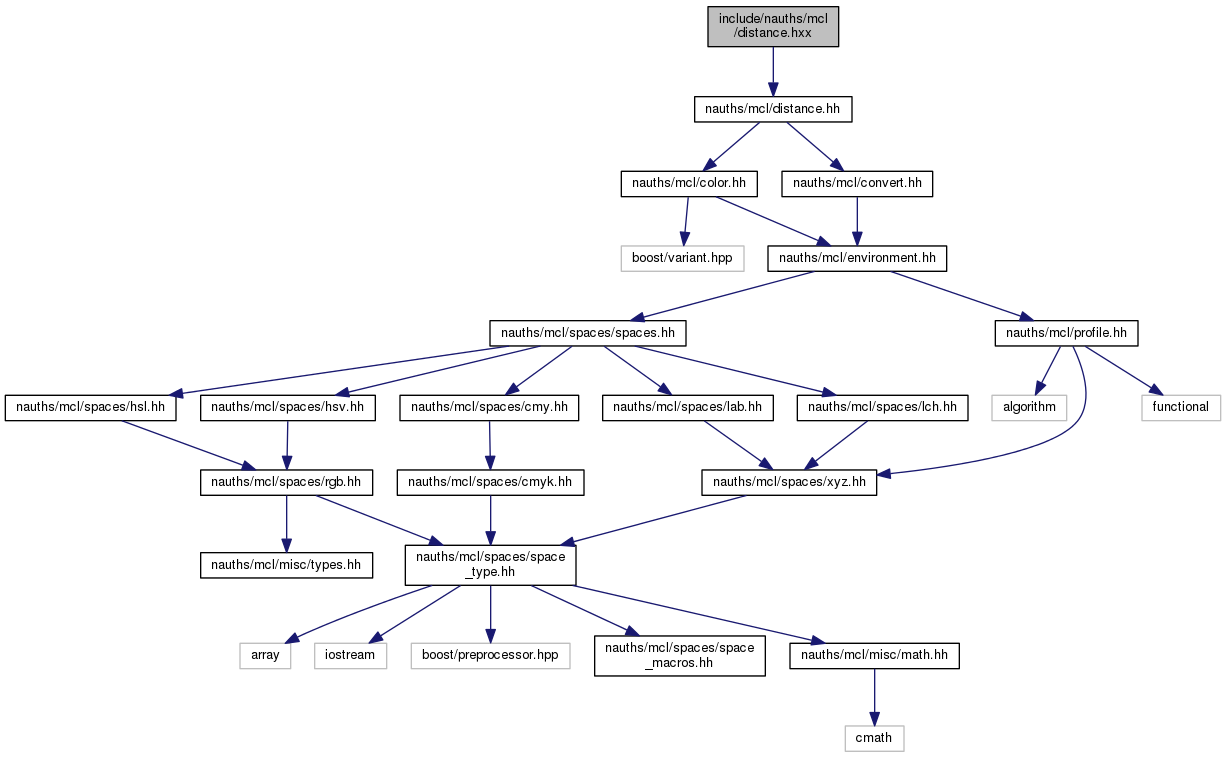 include/nauths/mcl
/distance.hxx
nauths/mcl/distance.hh
nauths/mcl/color.hh
nauths/mcl/convert.hh
boost/variant.hpp
nauths/mcl/environment.hh
nauths/mcl/spaces/spaces.hh
nauths/mcl/profile.hh
nauths/mcl/spaces/hsl.hh
nauths/mcl/spaces/hsv.hh
nauths/mcl/spaces/cmy.hh
nauths/mcl/spaces/lab.hh
nauths/mcl/spaces/lch.hh
algorithm
functional
nauths/mcl/spaces/rgb.hh
nauths/mcl/spaces/cmyk.hh
nauths/mcl/spaces/xyz.hh
nauths/mcl/misc/types.hh
nauths/mcl/spaces/space
_type.hh
array
iostream
boost/preprocessor.hpp
nauths/mcl/spaces/space
_macros.hh
nauths/mcl/misc/math.hh
cmath